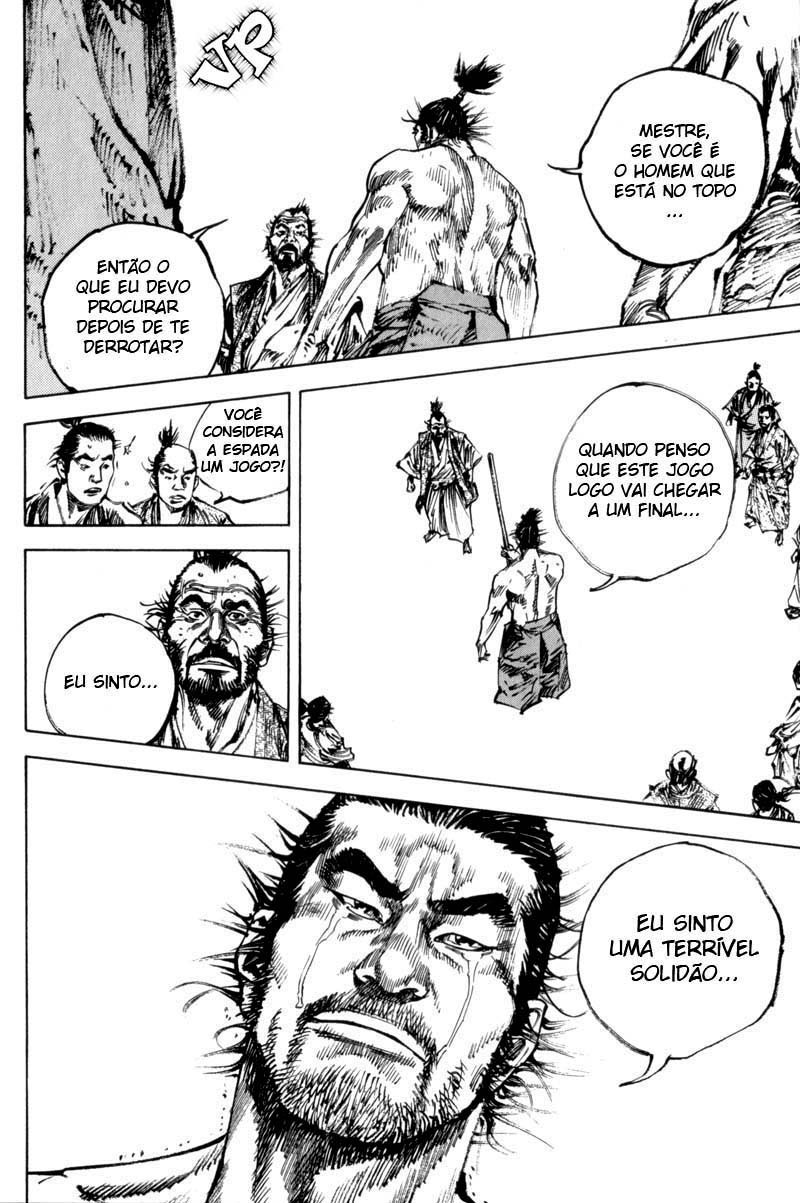 VP
MESTRE,
SE VOCÊ É
O HOMEM QUE
ESTÁ NO TOPO
...
ENTÃO O
QUE EU DEVO
PROCURAR
DEPOIS DE TE
DERROTAR?
QUANDO PENSO
QUE ESTE JOGO
LOGO VAI CHEGAR
A UM FINAL...
VOCÊ
CONSIDERA
A ESPADA
UM JOGO?!
EU SINTO...
EU SINTO
UMA TERRÍVEL
SOLIDÃO...